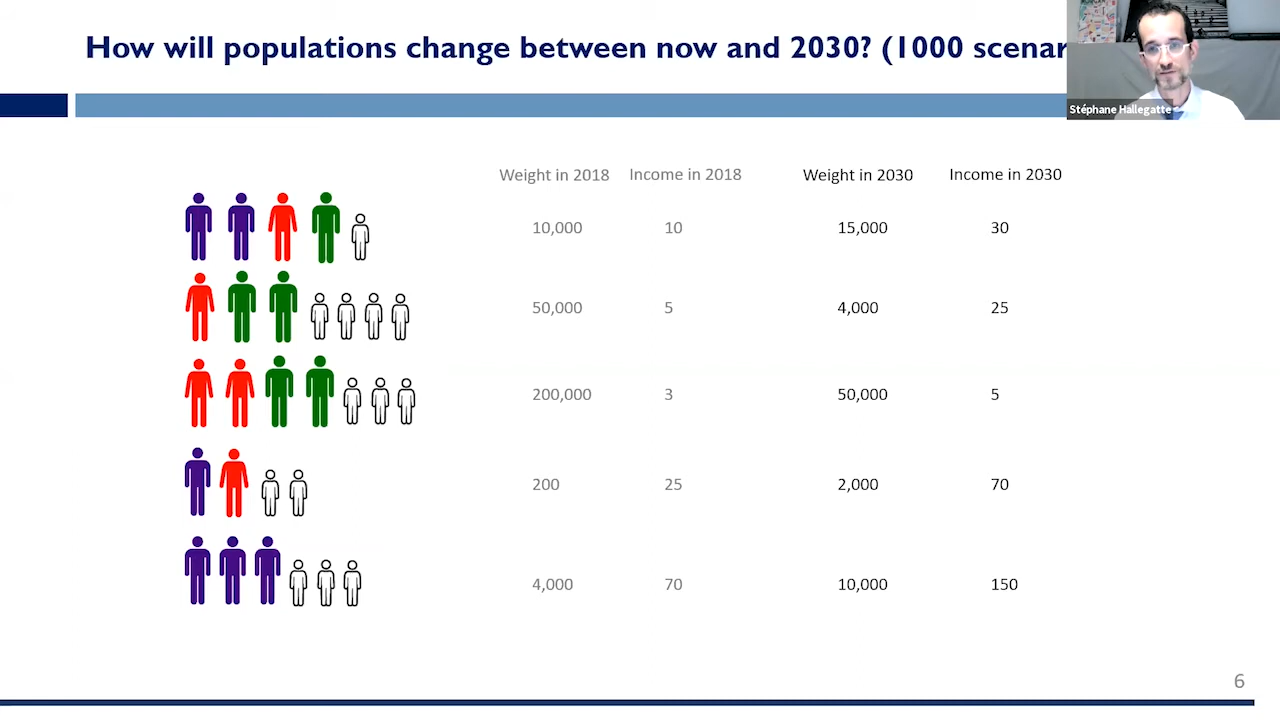 How will populations change between now and 2030? (1000 scenar
Stéphane Hallegatte
Weight in 2018 Income in 2018 Weight in 2030 Income in 2030
10,000 10 15,000 30
50,000 5 4,000 25
200,000 3 50,000 5
200 25 2,000 70
4,000 70 10,000 150
6